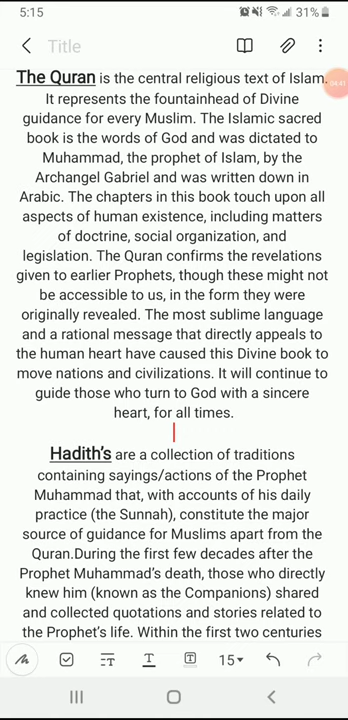 5:15
31%
Title
04:41
The Quran is the central religious text of Islam.
It represents the fountainhead of Divine
guidance for every Muslim. The Islamic sacred
book is the words of God and was dictated to
Muhammad, the prophet of Islam, by the
Archangel Gabriel and was written down in
Arabic. The chapters in this book touch upon all
aspects of human existence, including matters
of doctrine, social organization, and
legislation. The Quran confirms the revelations
given to earlier Prophets, though these might not
be accessible to us, in the form they were
originally revealed. The most sublime language
and a rational message that directly appeals to
the human heart have caused this Divine book to
move nations and civilizations. It will continue to
guide those who turn to God with a sincere
heart, for all times.
Hadith’s are a collection of traditions
containing sayings/actions of the Prophet
Muhammad that, with accounts of his daily
practice (the Sunnah), constitute the major
source of guidance for Muslims apart from the
Quran.During the first few decades after the
Prophet Muhammad’s death, those who directly
knew him (known as the Companions) shared
and collected quotations and stories related to
the Prophet’s life. Within the first two centuries
15